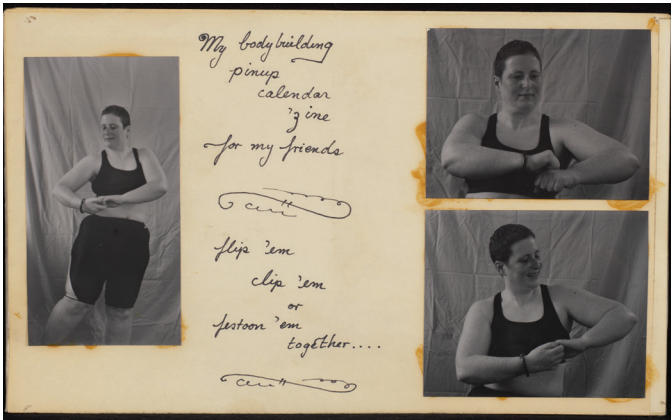 My bodybuilding
pinup
calendar
'zine
for my friends
flip 'em
clip 'em
or
festoon 'em
together....